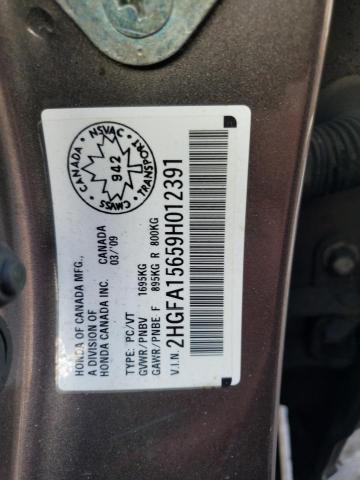 HONDA OF CANADA MFG., CANADA
A DIVISION OF 03/'09
HONDA CANADA INC.
TYPE: PC/VT
GVWR/PNBV 1695KG
GAWR/PNBE F 895KG R 800KG
V.I.N. 2HGFA15659H012391
CANADA
NSVAC
942
TRANSPORT
CMVSS